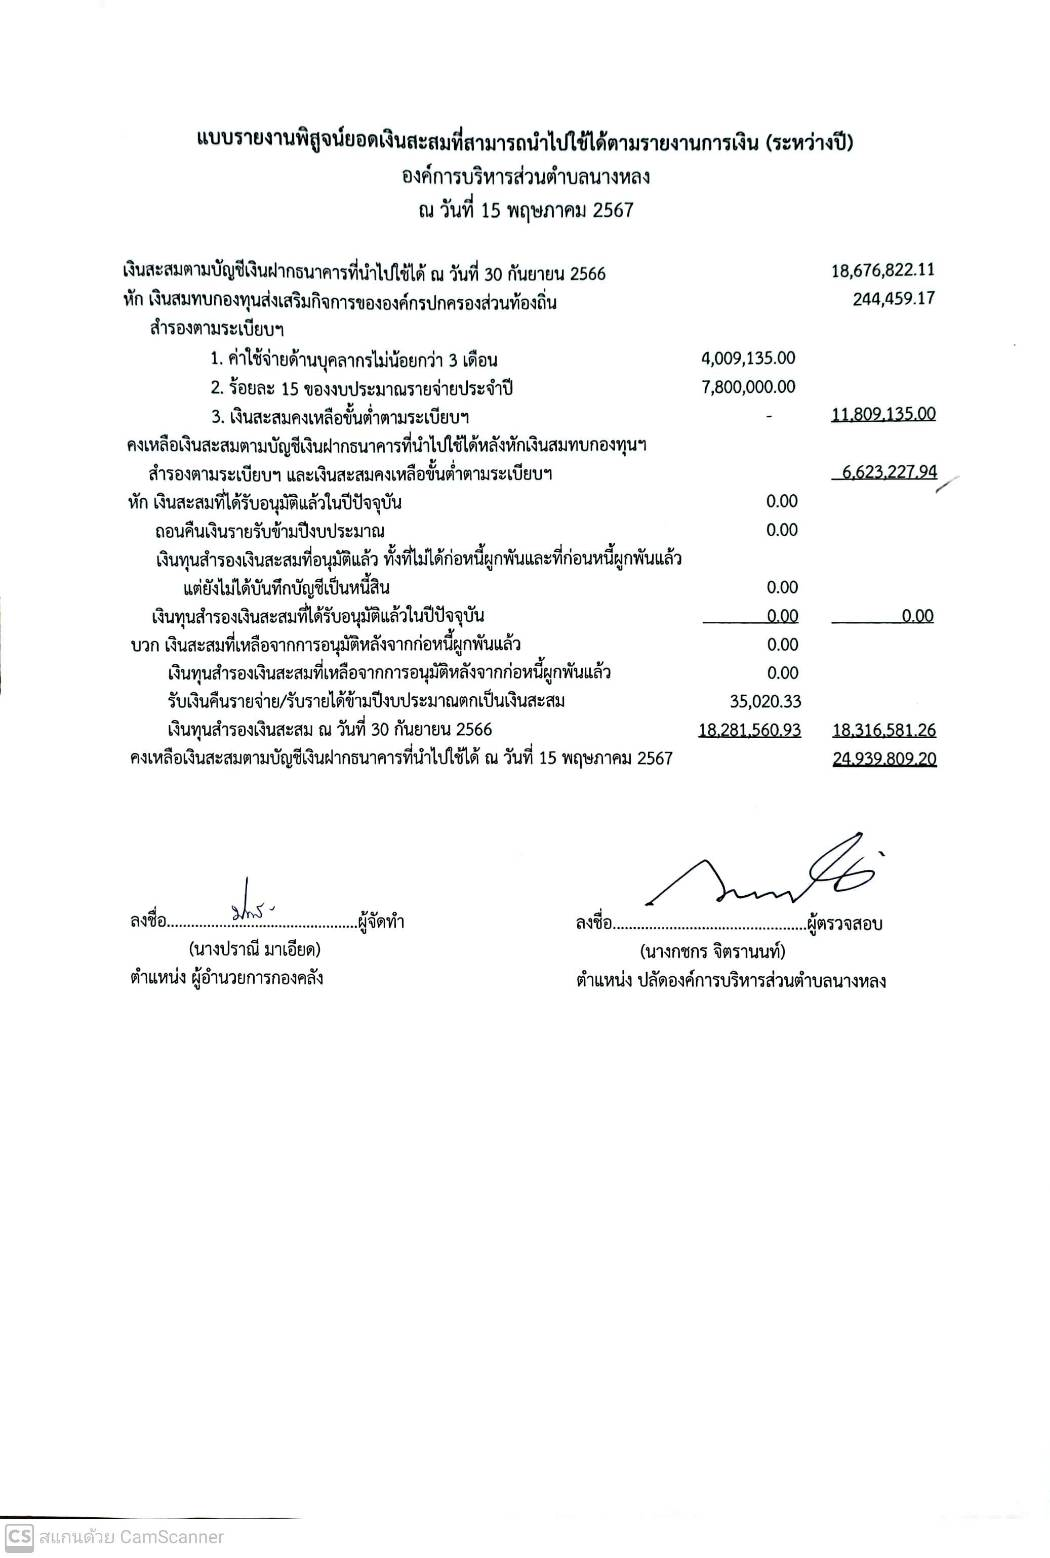 แบบรายงานพิสูจน์ยอดเงินสะสมที่สามารถนำไปใช้ได้ตามรายงานการเงิน (ระหว่างปี)
องค์การบริหารส่วนตำบลนางหลง
ณ วันที่ 15 พฤษภาคม 2567
เงินสะสมตามบัญชีเงินฝากธนาคารที่นำไปใช้ได้ ณ วันที่ 30 กันยายน 2566 18,676,822.11
หัก เงินสมทบกองทุนส่งเสริมกิจการขององค์กรปกครองส่วนท้องถิ่น 244,459.17
สำรองตามระเบียบฯ
1. ค่าใช้จ่ายด้านบุคลากรไม่น้อยกว่า 3 เดือน 4,009,135.00
2. ร้อยละ 15 ของงบประมาณรายจ่ายประจำปี 7,800,000.00
3. เงินสะสมคงเหลือขั้นต่ำตามระเบียบฯ - 11,809,135.00
คงเหลือเงินสะสมตามบัญชีเงินฝากธนาคารที่นำไปใช้ได้หลังหักเงินสมทบกองทุนฯ
สำรองตามระเบียบฯ และเงินสะสมคงเหลือขั้นต่ำตามระเบียบฯ 6,623,227.94
หัก เงินสะสมที่ได้รับอนุมัติแล้วในปีปัจจุบัน 0.00
ถอนคืนเงินรายรับข้ามปีงบประมาณ 0.00
เงินทุนสำรองเงินสะสมที่อนุมัติแล้ว ทั้งที่ไม่ได้ก่อหนี้ผูกพันและที่ก่อนหนี้ผูกพันแล้ว
แต่ยังไม่ได้บันทึกบัญชีเป็นหนี้สิน 0.00
เงินทุนสำรองเงินสะสมที่ได้รับอนุมัติแล้วในปีปัจจุบัน 0.00 0.00
บวก เงินสะสมที่เหลือจากการอนุมัติหลังจากก่อหนี้ผูกพันแล้ว 0.00
เงินทุนสำรองเงินสะสมที่เหลือจากการอนุมัติหลังจากก่อหนี้ผูกพันแล้ว 0.00
รับเงินคืนรายจ่าย/รับรายได้ข้ามปีงบประมาณตกเป็นเงินสะสม 35,020.33
เงินทุนสำรองเงินสะสม ณ วันที่ 30 กันยายน 2566 18,281,560.93 18,316,581.26
คงเหลือเงินสะสมตามบัญชีเงินฝากธนาคารที่นำไปใช้ได้ ณ วันที่ 15 พฤษภาคม 2567 24,939,809.20
ลงชื่อ..............................................ผู้จัดทำ ลงชื่อ..............................................ผู้ตรวจสอบ
(นางปราณี มาเอียด) (นางกชกร จิตรานนท์)
ตำแหน่ง ผู้อำนวยการกองคลัง ตำแหน่ง ปลัดองค์การบริหารส่วนตำบลนางหลง
CS สแกนด้วย CamScanner